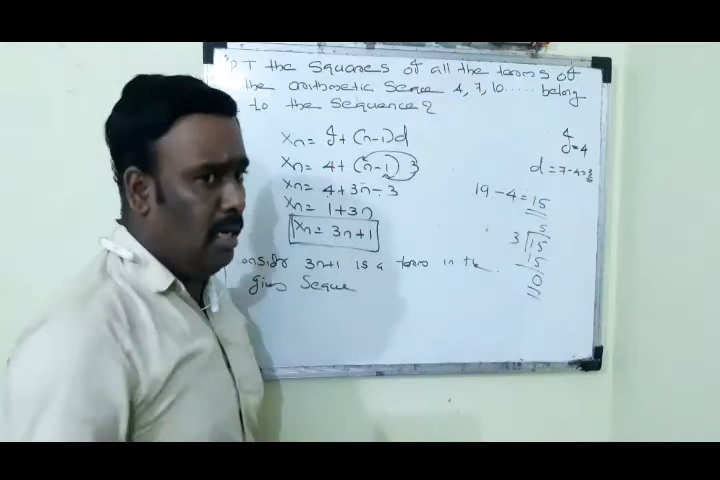 P T the squares of all the terms of
the arithmetic Seque 4, 7, 10 ..... belong
to the sequence?
xn = f + (n-1)d
xn = 4 + (n-1) 3
xn = 4 + 3n - 3
xn = 1 + 3n
xn = 3n+1
onsider 3n+1 is a term in the
given Seque
f = 4
d = 7-4=3
19 - 4 = 15
5
3 15
15
0